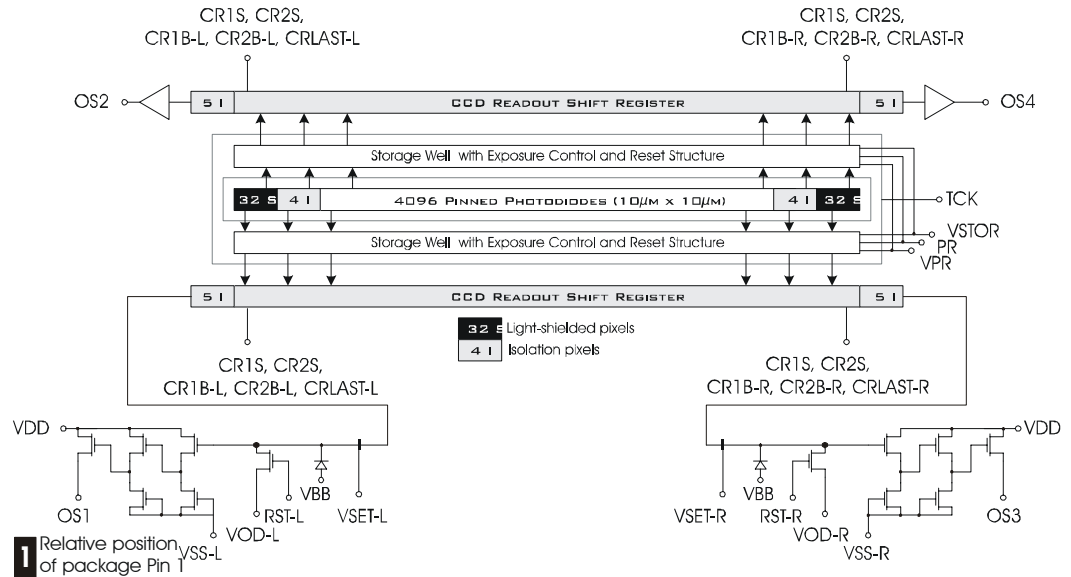 CR1S, CR2S,
CR1B-L, CR2B-L, CRLAST-L
CR1S, CR2S,
CR1B-R, CR2B-R, CRLAST-R
OS2
5 I
CCD READOUT SHIFT REGISTER
5 I
OS4
Storage Well with Exposure Control and Reset Structure
32 S
4 I
4096 PINNED PHOTODIODES (10µM x 10µM)
4 I
32 S
TCK
Storage Well with Exposure Control and Reset Structure
VSTOR
PR
VPR
5 I
CCD READOUT SHIFT REGISTER
5 I
32 S Light-shielded pixels
4 I Isolation pixels
CR1S, CR2S,
CR1B-L, CR2B-L, CRLAST-L
CR1S, CR2S,
CR1B-R, CR2B-R, CRLAST-R
VDD
VDD
VBB
VBB
OS1
RST-L
VSET-L
VSET-R
RST-R
OS3
VOD-L
VOD-R
VSS-L
VSS-R
1 Relative position
of package Pin 1